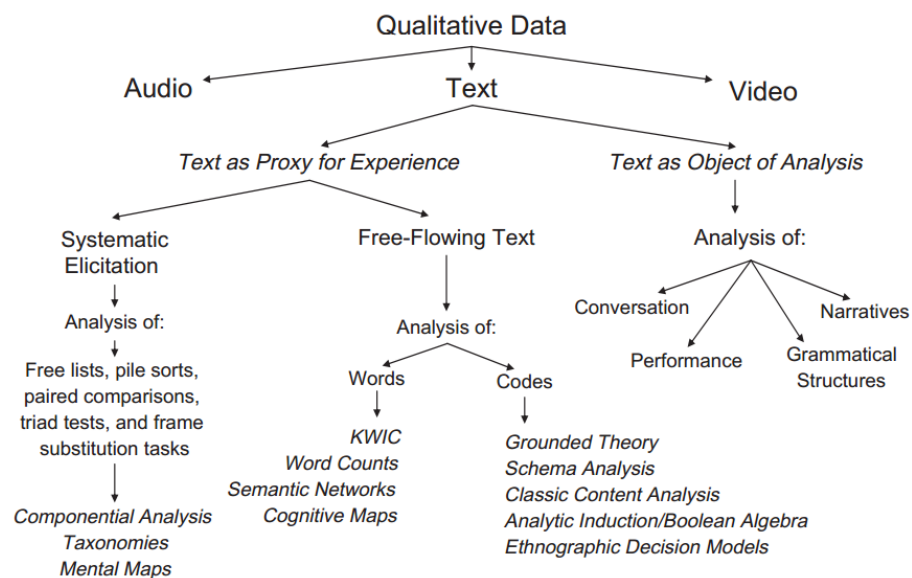 Qualitative Data
Audio
Text
Video
Text as Proxy for Experience
Text as Object of Analysis
Systematic
Elicitation
Free-Flowing Text
Analysis of:
Analysis of:
Analysis of:
Conversation
Narratives
Performance
Grammatical
Structures
Free lists, pile sorts,
paired comparisons,
triad tests, and frame
substitution tasks
Words
Codes
KWIC
Word Counts
Semantic Networks
Cognitive Maps
Grounded Theory
Schema Analysis
Classic Content Analysis
Analytic Induction/Boolean Algebra
Ethnographic Decision Models
Componential Analysis
Taxonomies
Mental Maps